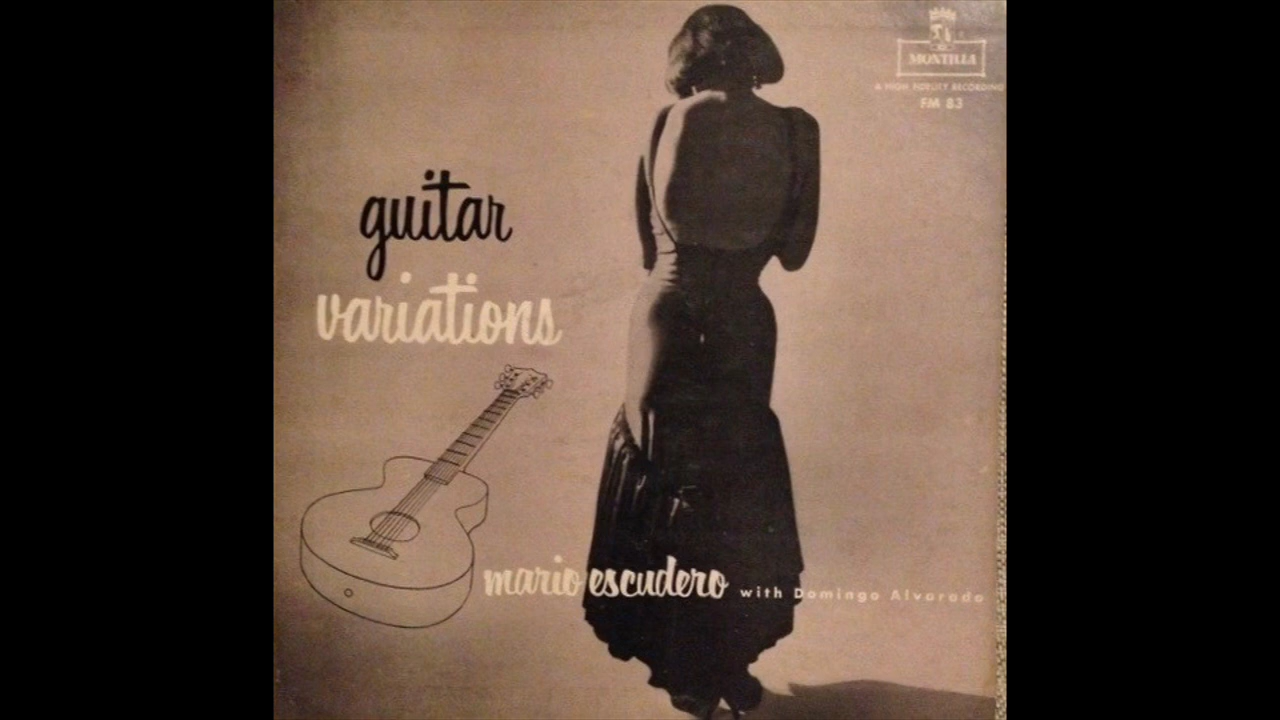 MONTILLA
A HIGH FIDELITY RECORDING
FM 83
guitar
variations
mario escudero with Domingo Alvarado